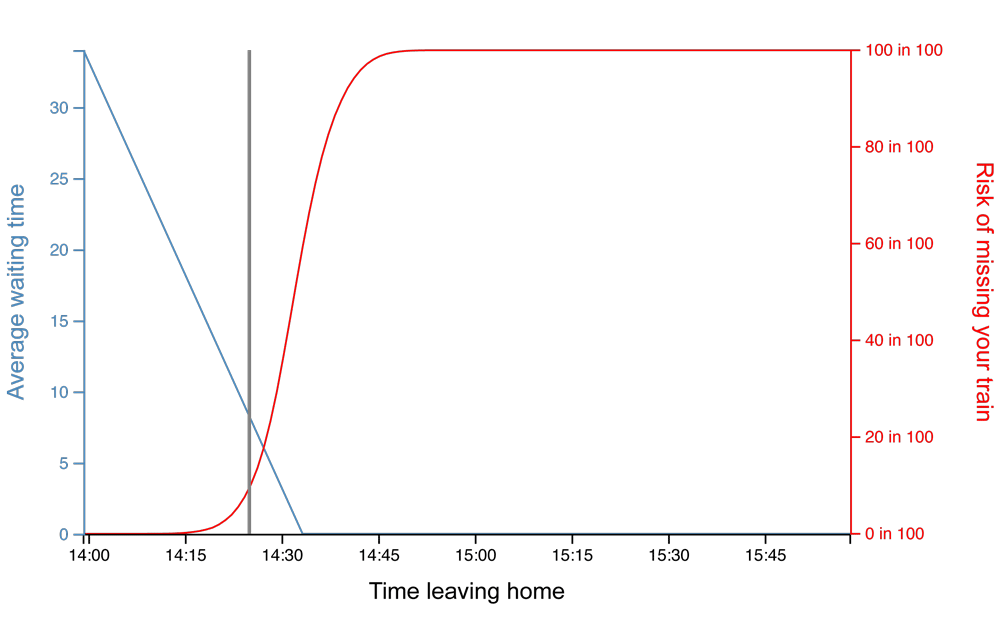 Average waiting time
30
25
20
15
10
5
0
100 in 100
80 in 100
60 in 100
40 in 100
20 in 100
0 in 100
Risk of missing your train
14:00 14:15 14:30 14:45 15:00 15:15 15:30 15:45
Time leaving home